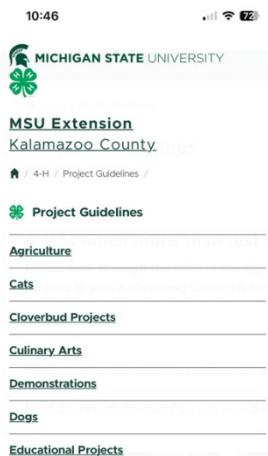 10:46
72
MICHIGAN STATE UNIVERSITY
MSU Extension
Kalamazoo County
/ 4-H / Project Guidelines /
Project Guidelines
Agriculture
Cats
Cloverbud Projects
Culinary Arts
Demonstrations
Dogs
Educational Projects